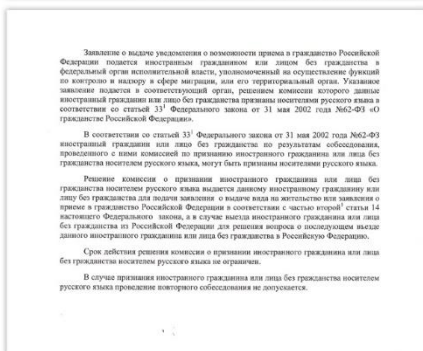 Заявление о выдаче уведомления о возможности приема в гражданство Российской
Федерации подается иностранным гражданином или лицом без гражданства в
федеральный орган исполнительной власти, уполномоченный на осуществление функций
по контролю и надзору в сфере миграции, или его территориальный орган. Указанное
заявление подается в соответствующий орган, решением комиссии которого данные
иностранный гражданин или лицо без гражданства признаны носителями русского языка в
соответствии со статьей 33¹ Федерального закона от 31 мая 2002 года №62-ФЗ «О
гражданстве Российской Федерации».
В соответствии со статьей 33¹ Федерального закона от 31 мая 2002 года №62-ФЗ
иностранный гражданин или лицо без гражданства по результатам собеседования,
проведенного с ними комиссией по признанию иностранного гражданина или лица без
гражданства носителем русского языка, могут быть признаны носителями русского языка.
Решение комиссии о признании иностранного гражданина или лица без
гражданства носителем русского языка выдается данному иностранному гражданину или
лицу без гражданства для подачи заявления о выдаче вида на жительство или заявления о
приеме в гражданство Российской Федерации в соответствии с частью второй¹ статьи 14
настоящего Федерального закона, а в случае выезда иностранного гражданина или лица
без гражданства из Российской Федерации для решения вопроса о последующем въезде
данного иностранного гражданина или лица без гражданства в Российскую Федерацию.
Срок действия решения комиссии о признании иностранного гражданина или лица
без гражданства носителем русского языка не ограничен.
В случае признания иностранного гражданина или лица без гражданства носителем
русского языка проведение повторного собеседования не допускается.